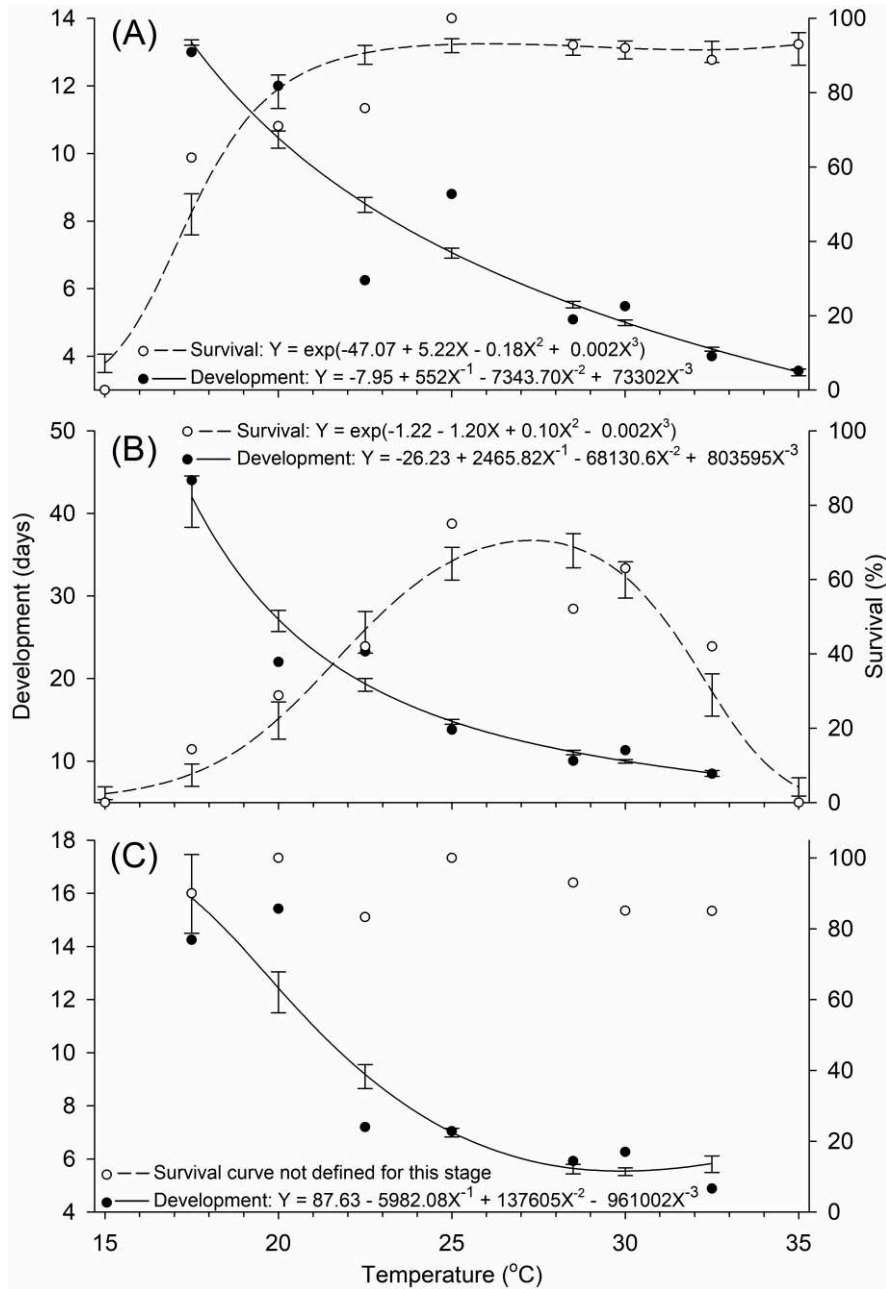 (A)
14
12
10
8
6
4
100
80
60
40
20
0
Survival: Y = exp(-47.07 + 5.22X - 0.18X² + 0.002X³)
Development: Y = -7.95 + 552X⁻¹ - 7343.70X⁻² + 73302X⁻³
(B)
50
40
30
20
10
100
80
60
40
20
0
Survival: Y = exp(-1.22 - 1.20X + 0.10X² - 0.002X³)
Development: Y = -26.23 + 2465.82X⁻¹ - 68130.6X⁻² + 803595X⁻³
Development (days)
Survival (%)
(C)
18
16
14
12
10
8
6
4
100
80
60
40
20
0
Survival curve not defined for this stage
Development: Y = 87.63 - 5982.08X⁻¹ + 137605X⁻² - 961002X⁻³
15 20 25 30 35
Temperature (°C)